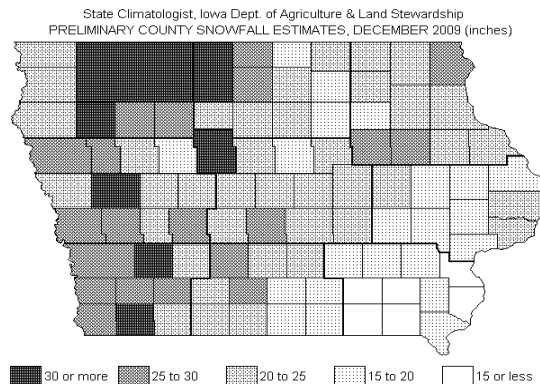 State Climatologist, Iowa Dept. of Agriculture & Land Stewardship
PRELIMINARY COUNTY SNOWFALL ESTIMATES, DECEMBER 2009 (inches)
30 or more 25 to 30 20 to 25 15 to 20 15 or less